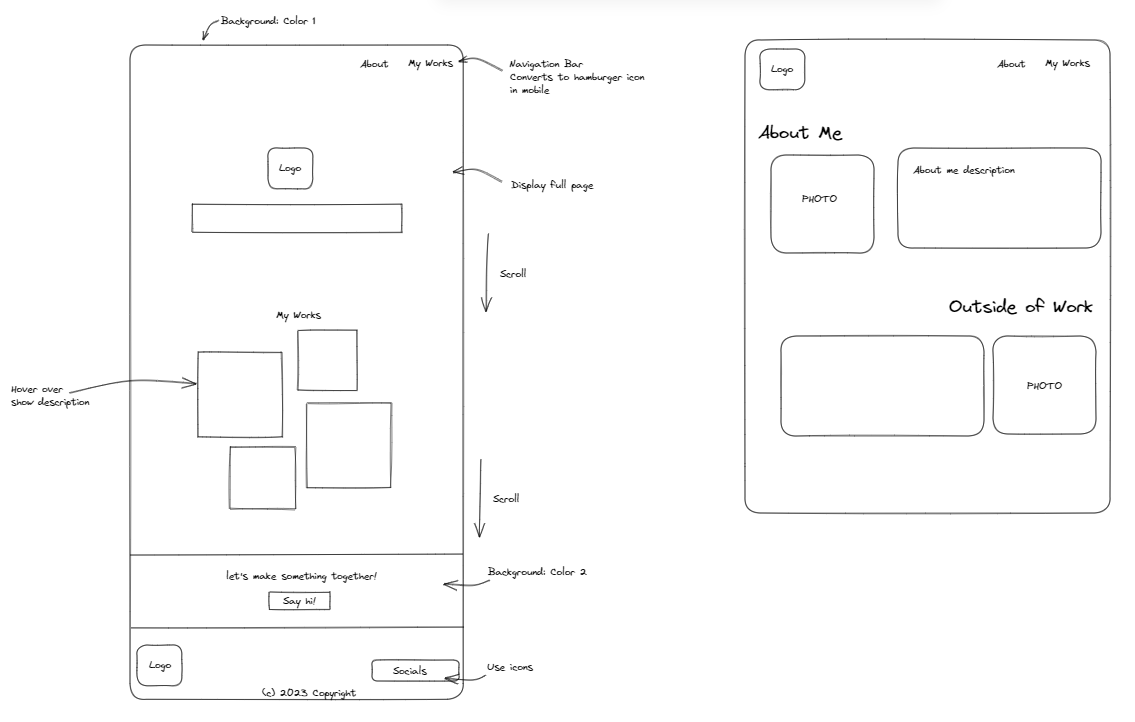 Background: Color 1
About
My Works
Navigation Bar
Converts to hamburger icon
in mobile
Logo
Display full page
Scroll
My Works
Hover over
show description
Scroll
let's make something together!
Say hi!
Background: Color 2
Logo
Socials
Use icons
(c) 2023 Copyright
Logo
About
My Works
About Me
PHOTO
About me description
Outside of Work
PHOTO